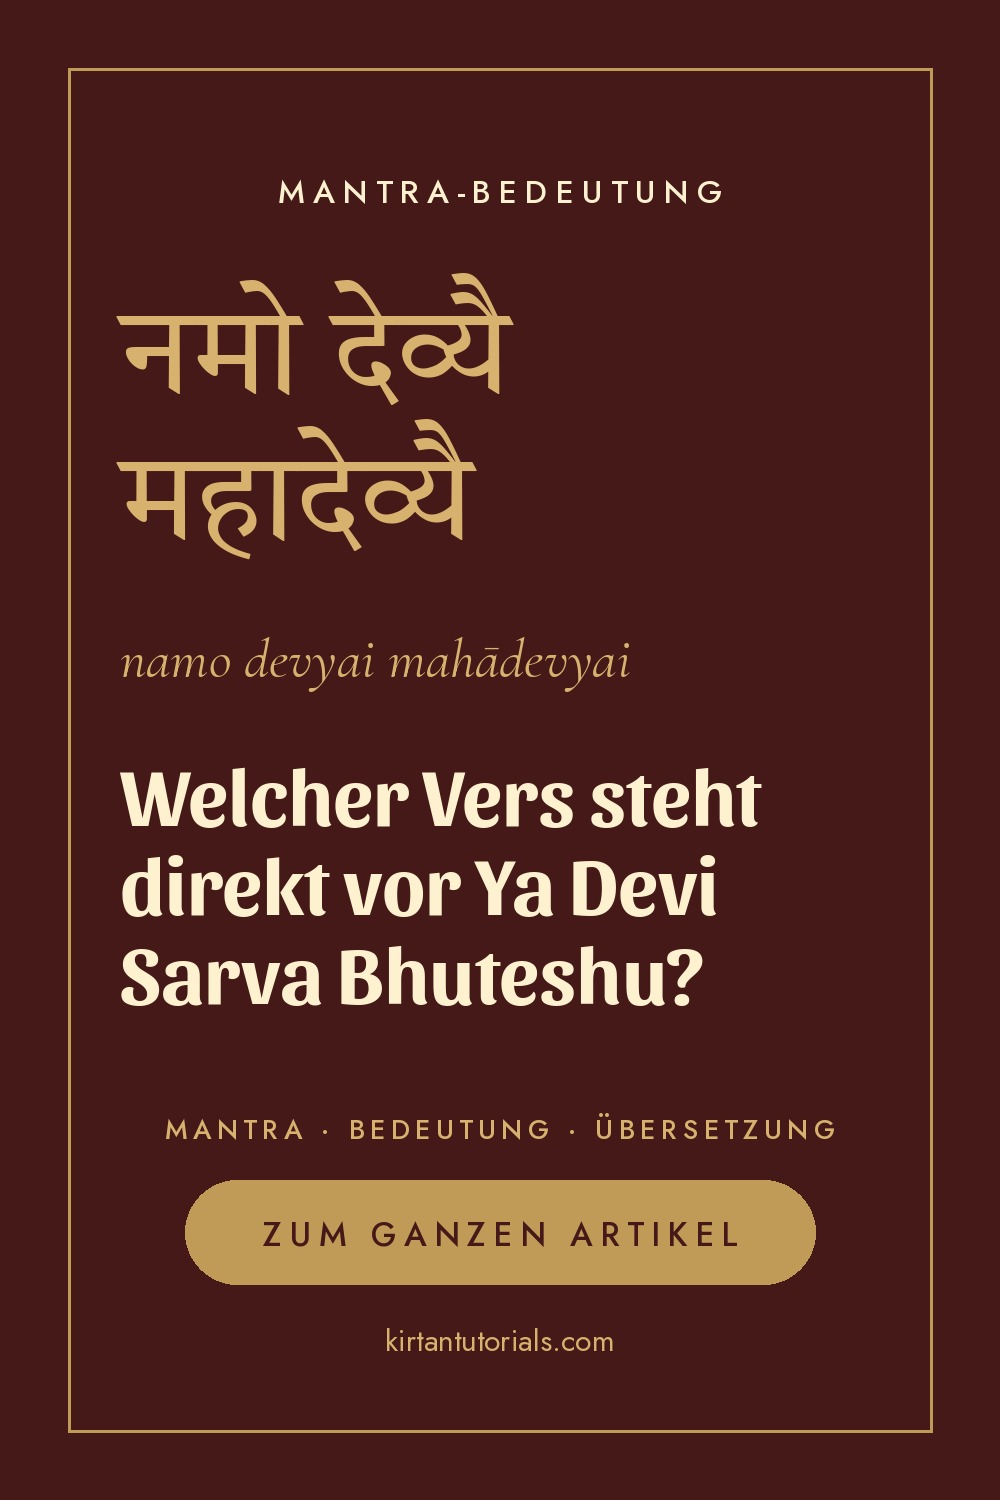 MANTRA-BEDEUTUNG
नमो देव्यै
महादेव्यै
namo devyai mahādevyai
Welcher Vers steht
direkt vor Ya Devi
Sarva Bhuteshu?
MANTRA · BEDEUTUNG · ÜBERSETZUNG
ZUM GANZEN ARTIKEL
kirtantutorials.com